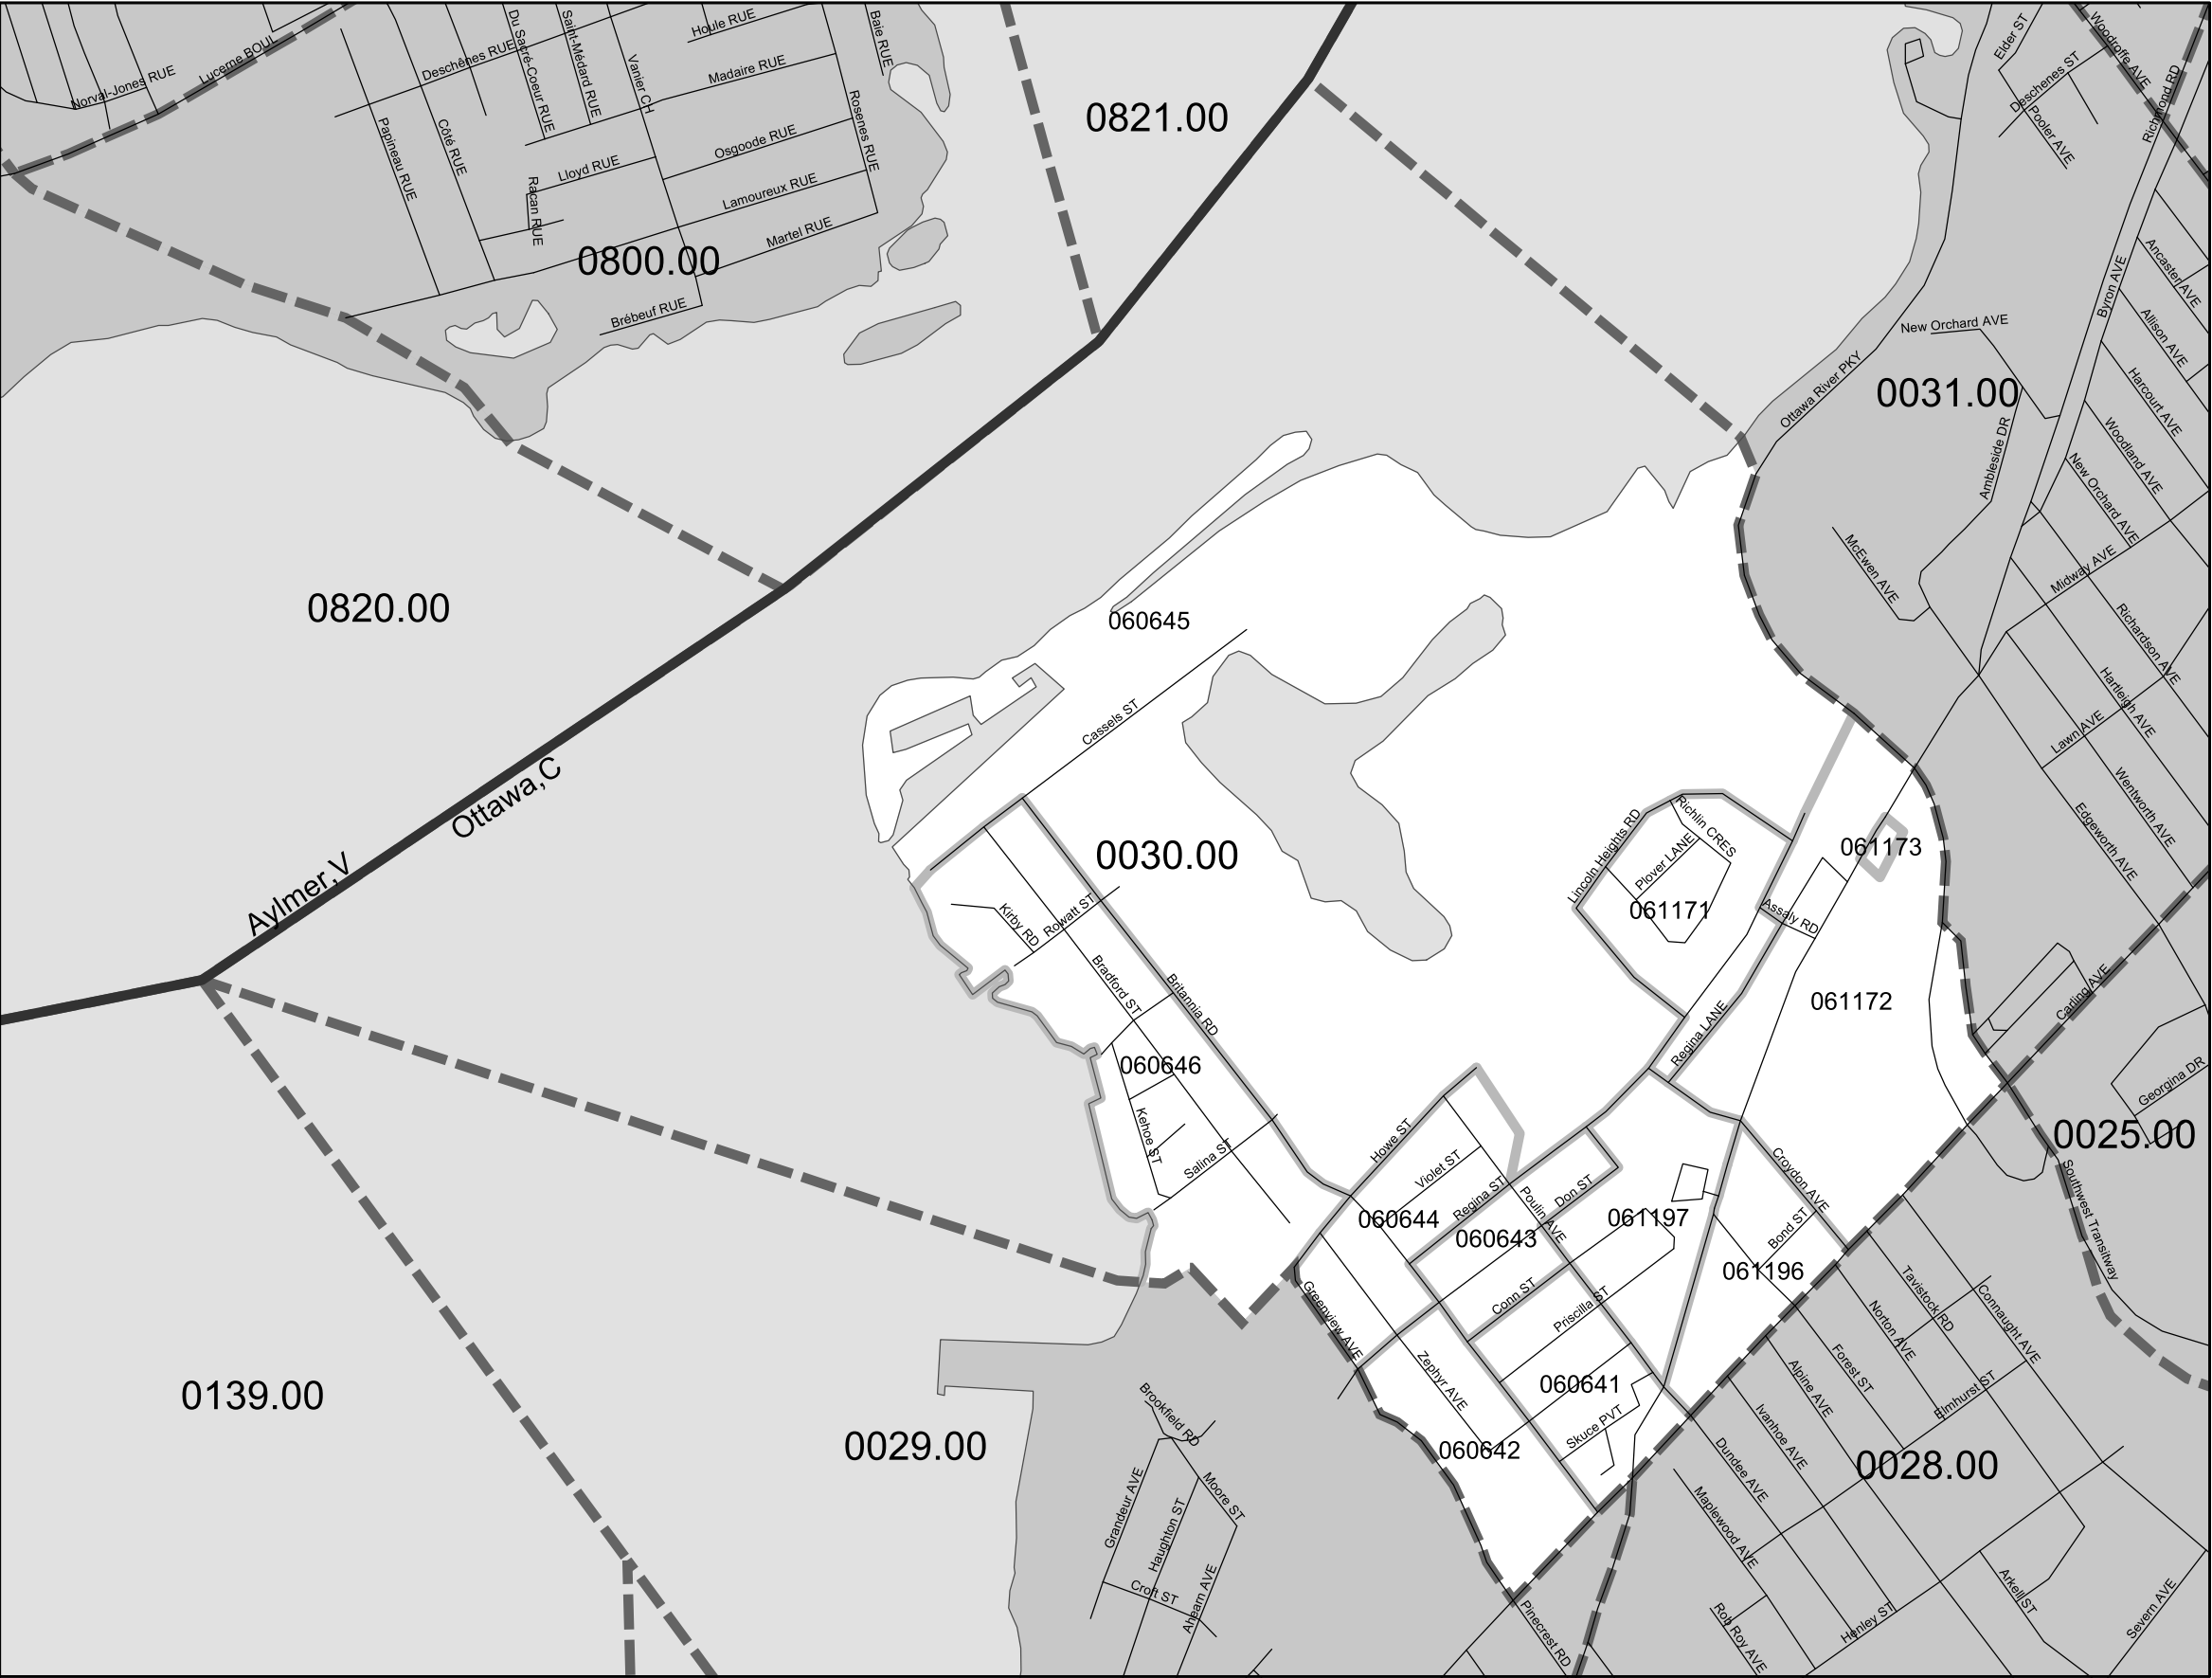 Norval-Jones RUE
Lucerne BOUL
Deschênes RUE
Du Sacré-Coeur RUE
Saint-Médard RUE
Vanier CH
Houle RUE
Madaire RUE
Baie RUE
Rosenes RUE
Papineau RUE
Côté RUE
Osgoode RUE
Lloyd RUE
Racan RUE
Lamoureux RUE
Martel RUE
0800.00
Brébeuf RUE
0821.00
Elder ST
Woodroffe AVE
Deschenes ST
Richmond RD
Pooler AVE
Ancaster AVE
Byron AVE
Allison AVE
New Orchard AVE
Ottawa River PKY
0031.00
Harcourt AVE
Woodland AVE
Ambleside DR
New Orchard AVE
McEwen AVE
Midway AVE
Richardson AVE
0820.00
060645
Hartleigh AVE
Cassels ST
Lawn AVE
Wentworth AVE
Ottawa,C
Aylmer,V
0030.00
Richlin CRES
Lincoln Heights RD
Plover LANE
061173
Edgeworth AVE
061171
Assaly RD
Kirby RD
Rowatt ST
Bradford ST
Britannia RD
061172
Carling AVE
Regina LANE
060646
Georgina DR
Kehoe ST
Salina ST
Howe ST
0025.00
Violet ST
Croydon AVE
Southwest Transitway
Regina ST
Don ST
Poulin AVE
060644
060643
061197
Bond ST
061196
Conn ST
Priscilla ST
Greenview AVE
Tavistock RD
Norton AVE
Connaught AVE
Zephyr AVE
Forest ST
Alpine AVE
Elmhurst ST
060641
0139.00
Brookfield RD
Skuce PVT
Ivanhoe AVE
0029.00
060642
Dundee AVE
0028.00
Grandeur AVE
Haughton ST
Moore ST
Maplewood AVE
Croft ST
Ahearn AVE
Arkell ST
Pinecrest RD
Rob Roy AVE
Henley ST
Severn AVE